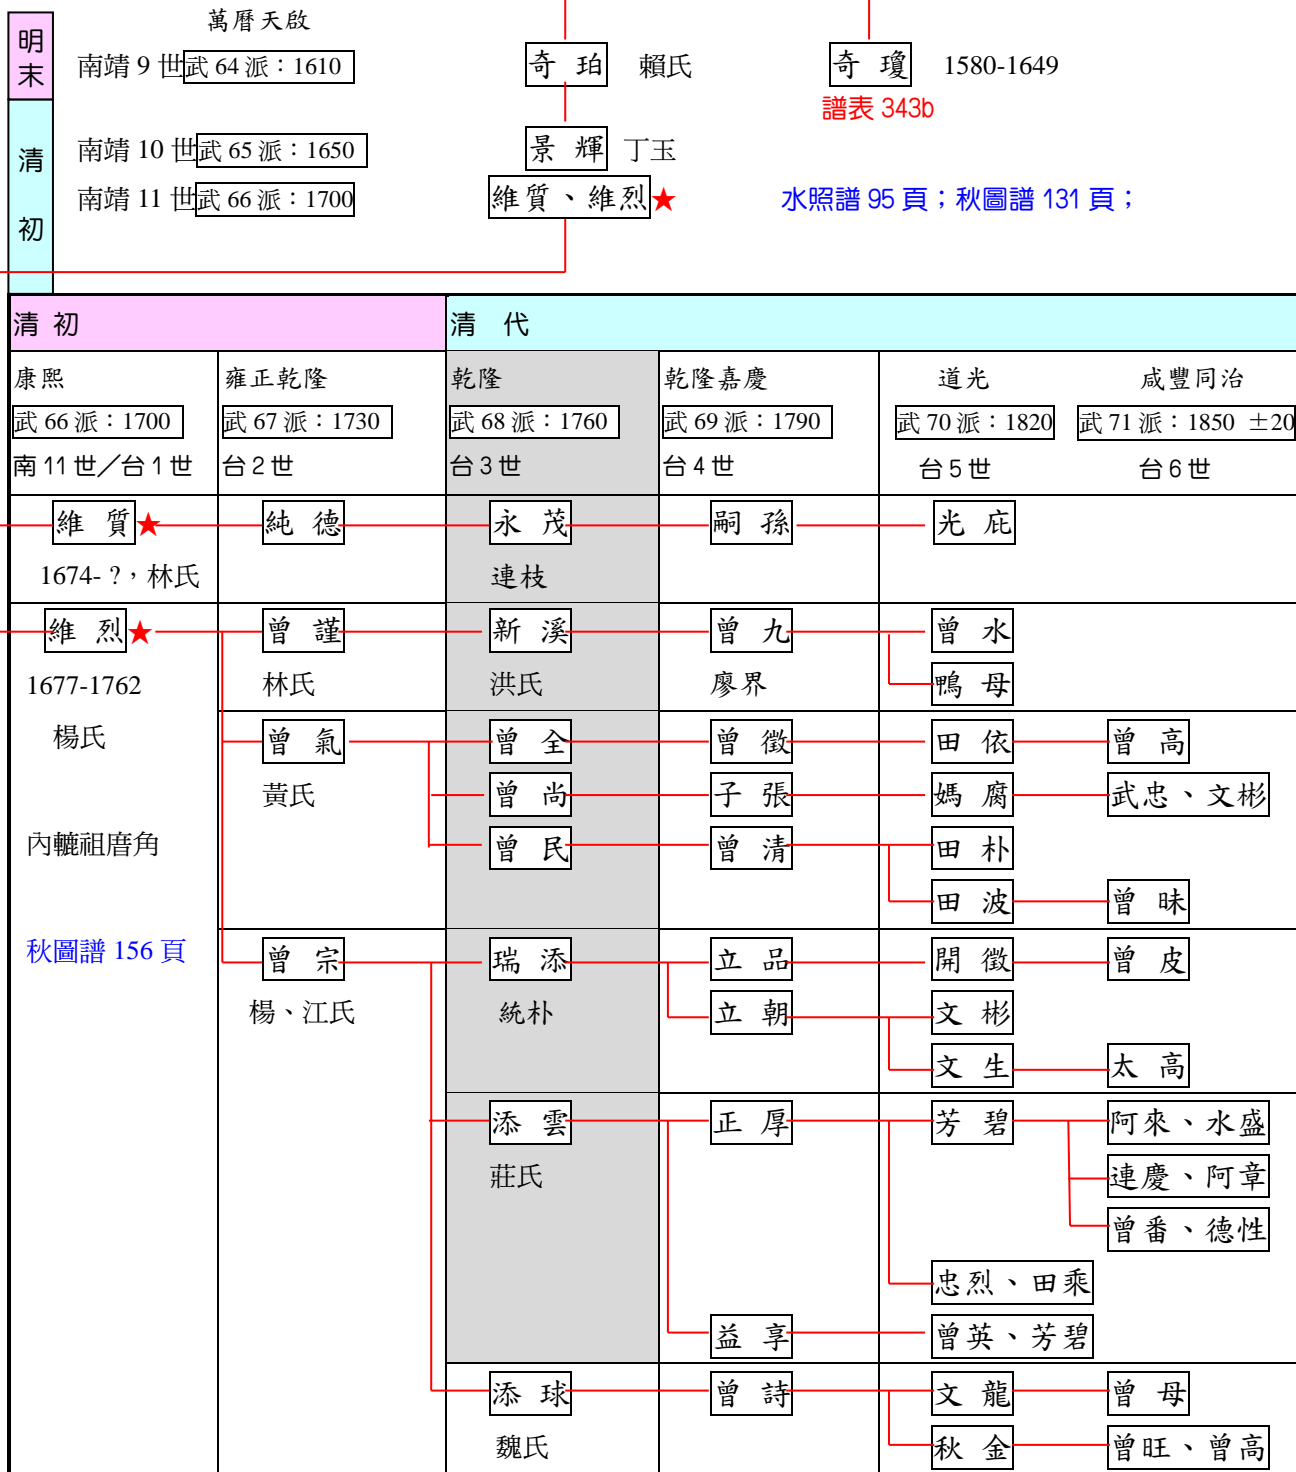 萬曆天啟
明末
南靖 9 世 武 64 派：1610 奇 珀 賴氏 奇 瓊 1580-1649
譜表 343b
清初
南靖 10 世 武 65 派：1650 景 輝 丁玉
南靖 11 世 武 66 派：1700 維質、維烈★ 水照譜 95 頁；秋圖譜 131 頁；
清 初 清 代
康熙 雍正乾隆 乾隆 乾隆嘉慶 道光 咸豐同治
武 66 派：1700 武 67 派：1730 武 68 派：1760 武 69 派：1790 武 70 派：1820 武 71 派：1850 ±20
南 11 世／台 1 世 台 2 世 台 3 世 台 4 世 台 5 世 台 6 世
維 質★ 純 德 永 茂 嗣 孫 光 庇
1674- ?，林氏 連枝
維 烈★ 曾 謹 新 溪 曾 九 曾 水
1677-1762 林氏 洪氏 廖界 鴨 母
楊氏 曾 氣 曾 全 曾 徵 田 依 曾 高
黃氏 曾 尚 子 張 媽 腐 武忠、文彬
內轆祖厝角 曾 民 曾 清 田 朴
田 波 曾 昧
秋圖譜 156 頁 曾 宗 瑞 添 立 品 開 徵 曾 皮
楊、江氏 統朴 立 朝 文 彬
文 生 太 高
添 雲 正 厚 芳 碧 阿來、水盛
莊氏 連慶、阿章
曾番、德性
忠烈、田乘
益 享 曾英、芳碧
添 球 曾 詩 文 龍 曾 母
魏氏 秋 金 曾旺、曾高